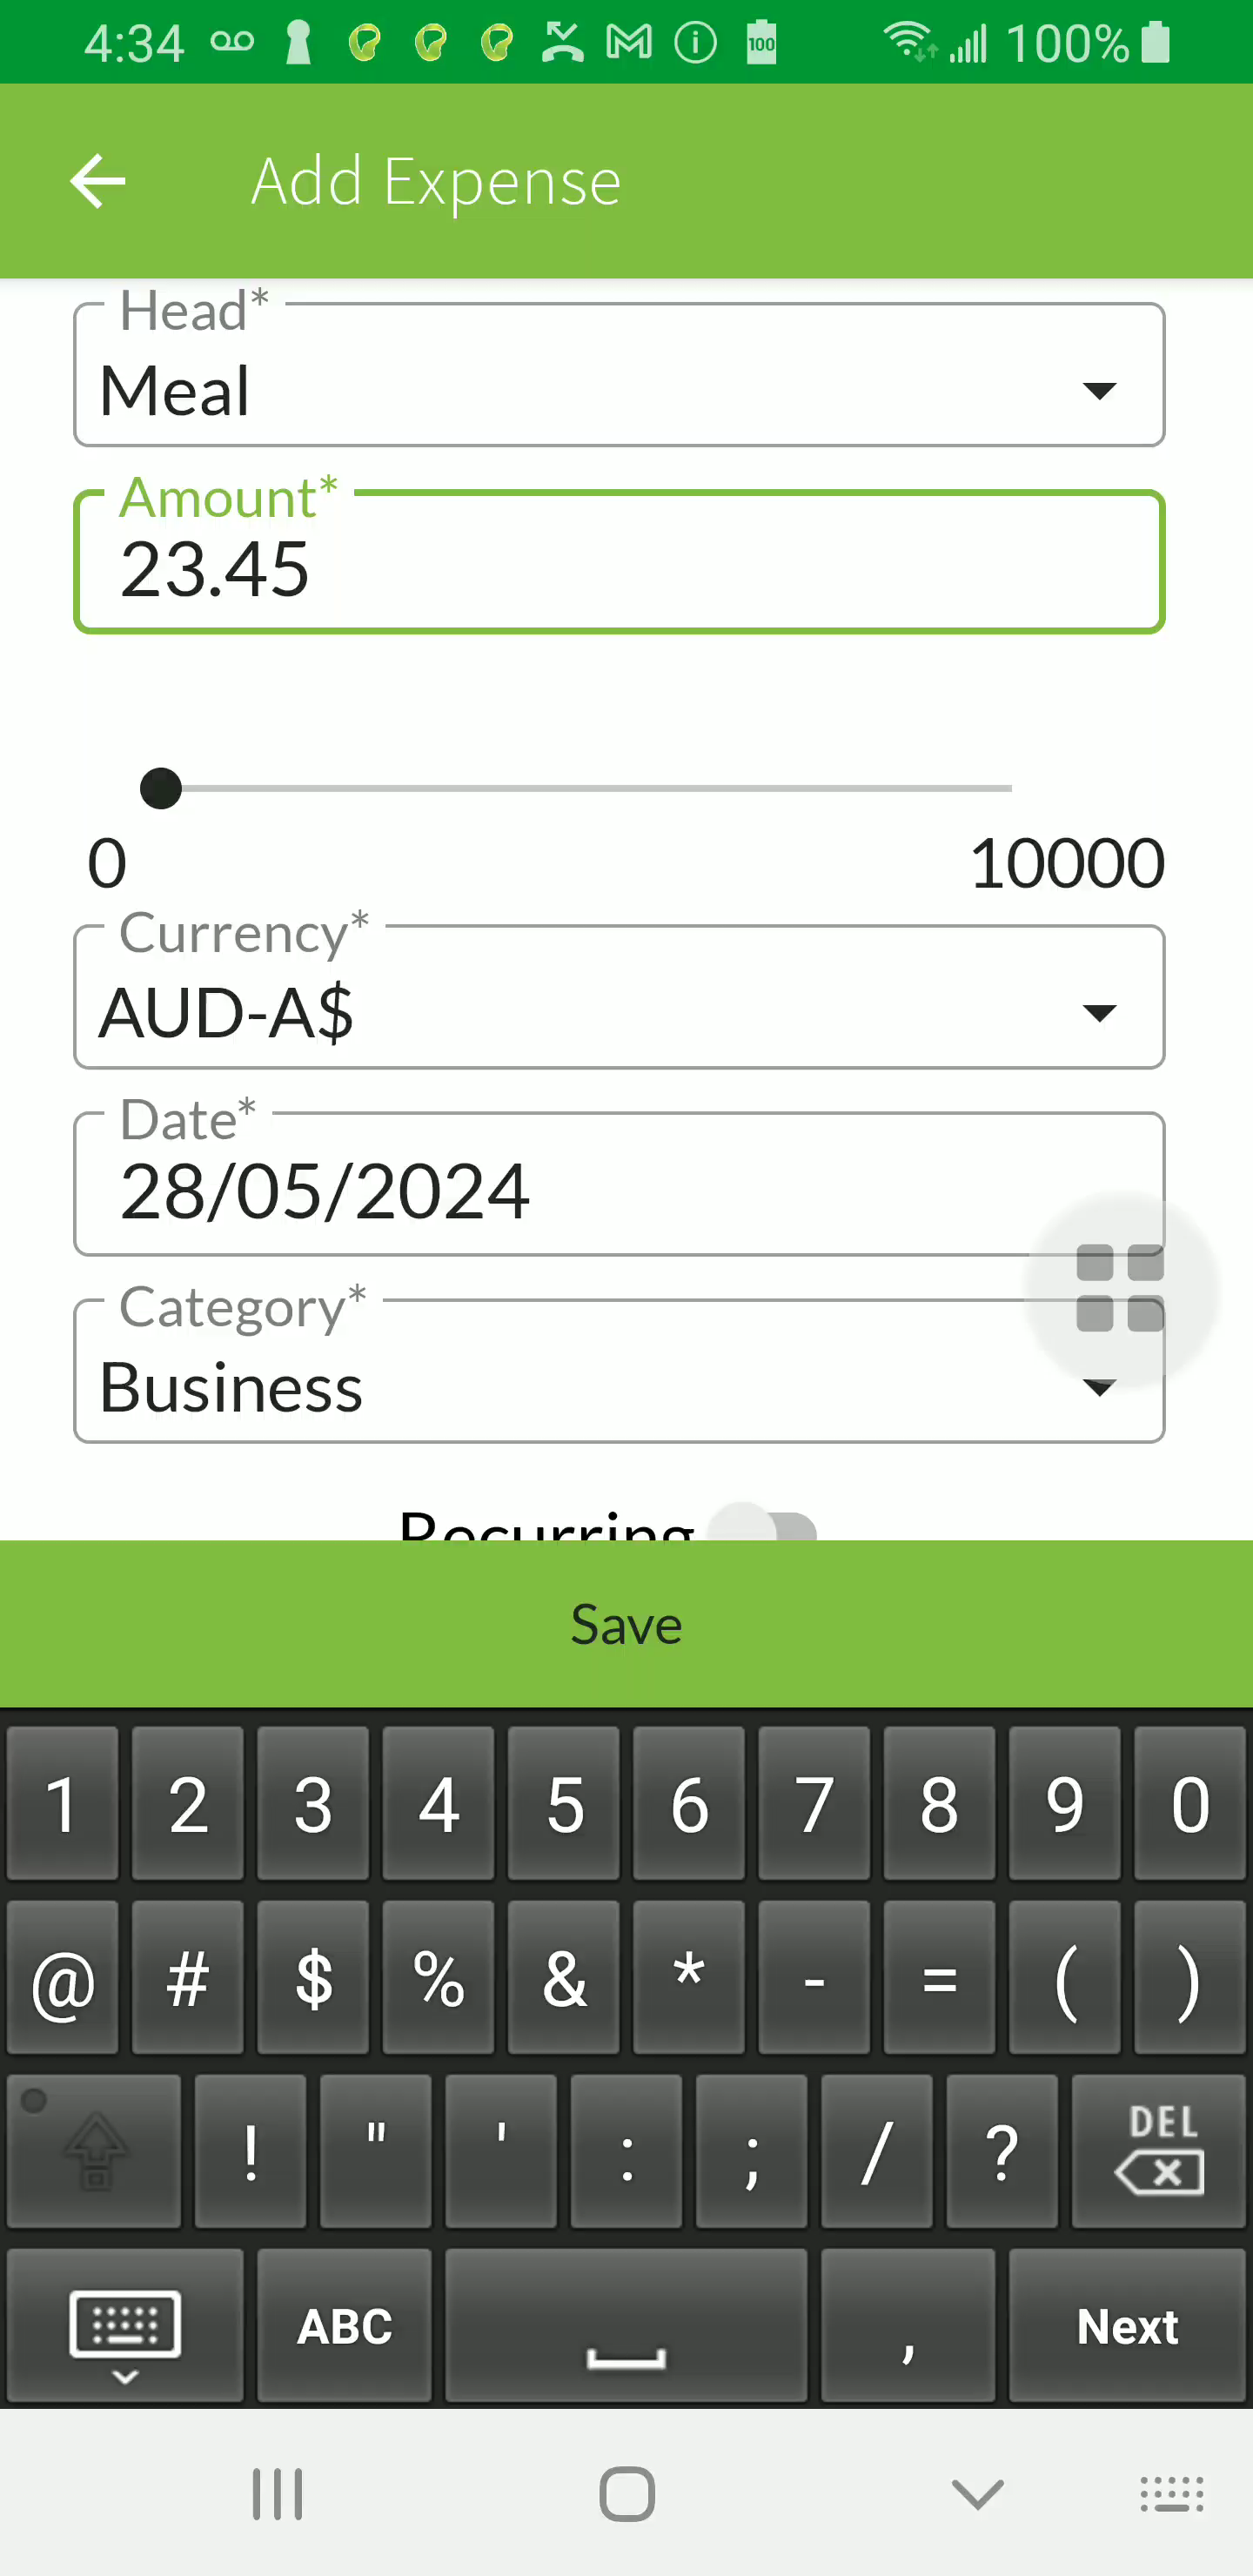 4:34 100 100%
Add Expense
Head*
Meal
Amount*
23.45
0 10000
Currency*
AUD-A$
Date*
28/05/2024
Category*
Business
Recurring
Save
1 2 3 4 5 6 7 8 9 0
@ # $ % & * - = ( )
! " ' : ; / ? DEL
ABC , Next